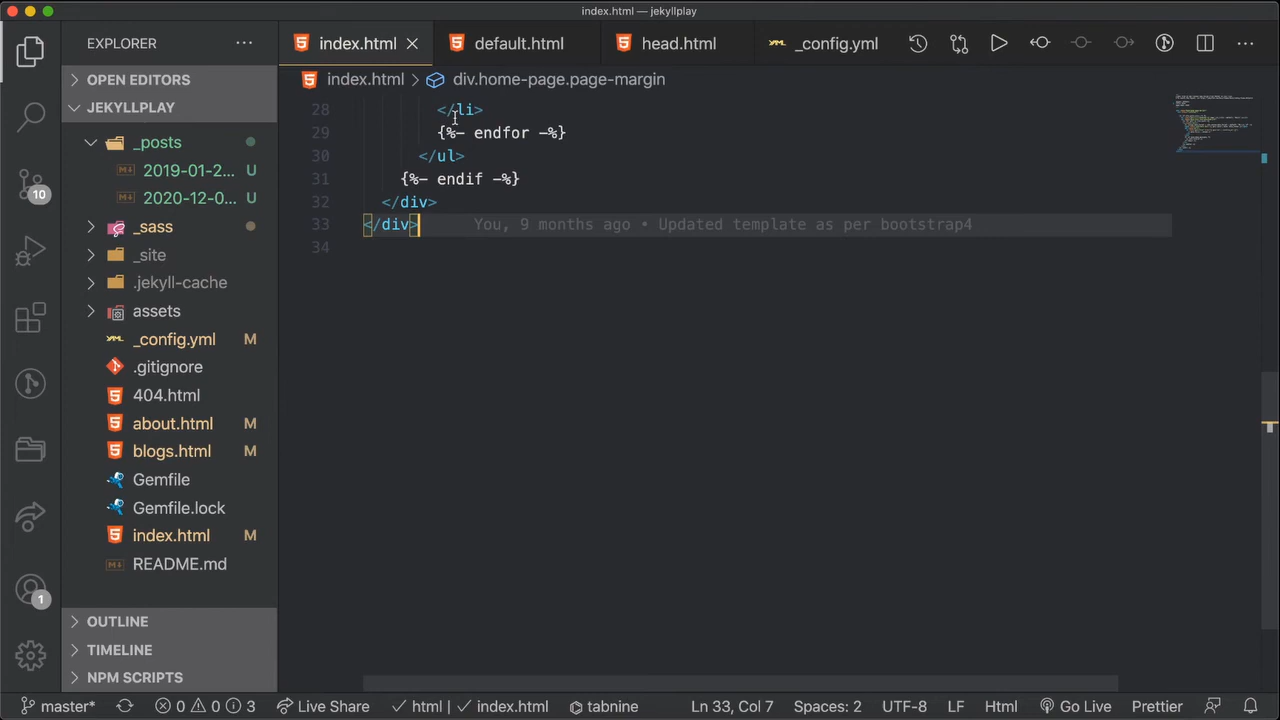 index.html — jekyllplay
EXPLORER
index.html
default.html
head.html
_config.yml
OPEN EDITORS
JEKYLLPLAY
_posts
2019-01-2... U
2020-12-0... U
_sass
_site
.jekyll-cache
assets
_config.yml M
.gitignore
404.html
about.html M
blogs.html M
Gemfile
Gemfile.lock
index.html M
README.md
OUTLINE
TIMELINE
NPM SCRIPTS
10
1
index.html > div.home-page.page-margin
28 </li>
29 {%- endfor -%}
30 </ul>
31 {%- endif -%}
32 </div>
33 </div> You, 9 months ago • Updated template as per bootstrap4
34
master* 0 0 3 Live Share html | index.html tabnine Ln 33, Col 7 Spaces: 2 UTF-8 LF Html Go Live Prettier